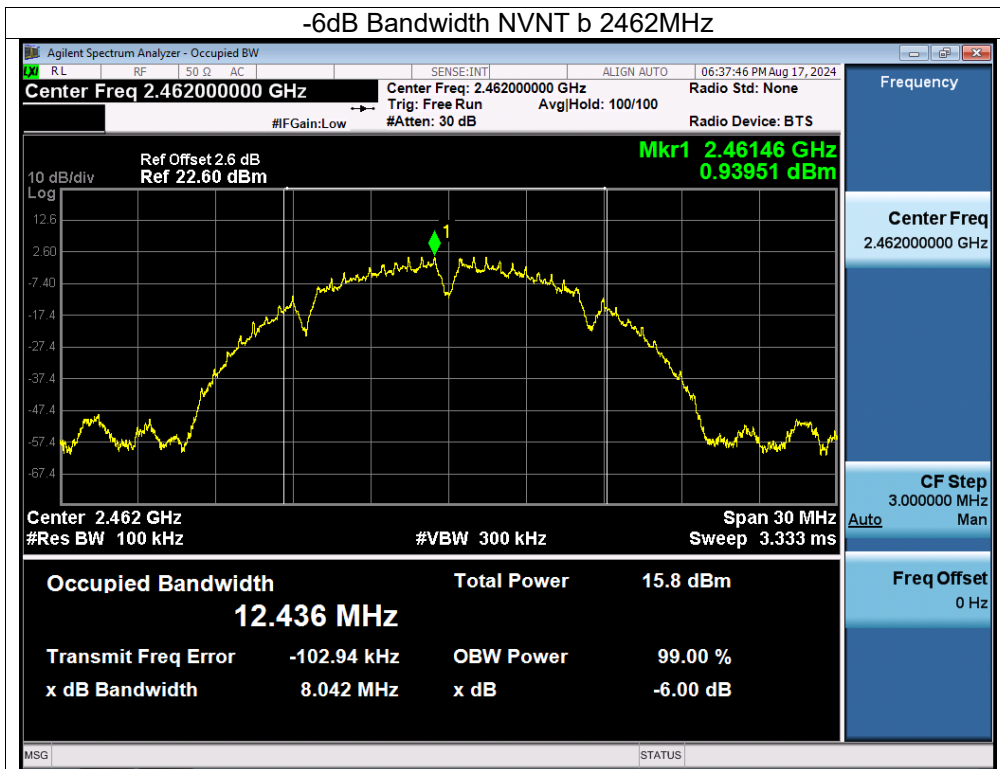 -6dB Bandwidth NVNT b 2462MHz
Agilent Spectrum Analyzer - Occupied BW
LXI RL RF 50 Ω AC SENSE:INT ALIGN AUTO 06:37:46 PM Aug 17, 2024
Center Freq 2.462000000 GHz
Center Freq: 2.462000000 GHz Radio Std: None
Trig: Free Run Avg|Hold: 100/100
#IFGain:Low #Atten: 30 dB Radio Device: BTS
Frequency
Mkr1 2.46146 GHz
0.93951 dBm
Ref Offset 2.6 dB
10 dB/div Ref 22.60 dBm
Log
12.6
2.60
-7.40
-17.4
-27.4
-37.4
-47.4
-57.4
-67.4
1
Center 2.462 GHz Span 30 MHz
#Res BW 100 kHz #VBW 300 kHz Sweep 3.333 ms
Occupied Bandwidth Total Power 15.8 dBm
12.436 MHz
Transmit Freq Error -102.94 kHz OBW Power 99.00 %
x dB Bandwidth 8.042 MHz x dB -6.00 dB
Center Freq
2.462000000 GHz
CF Step
3.000000 MHz
Auto Man
Freq Offset
0 Hz
MSG STATUS